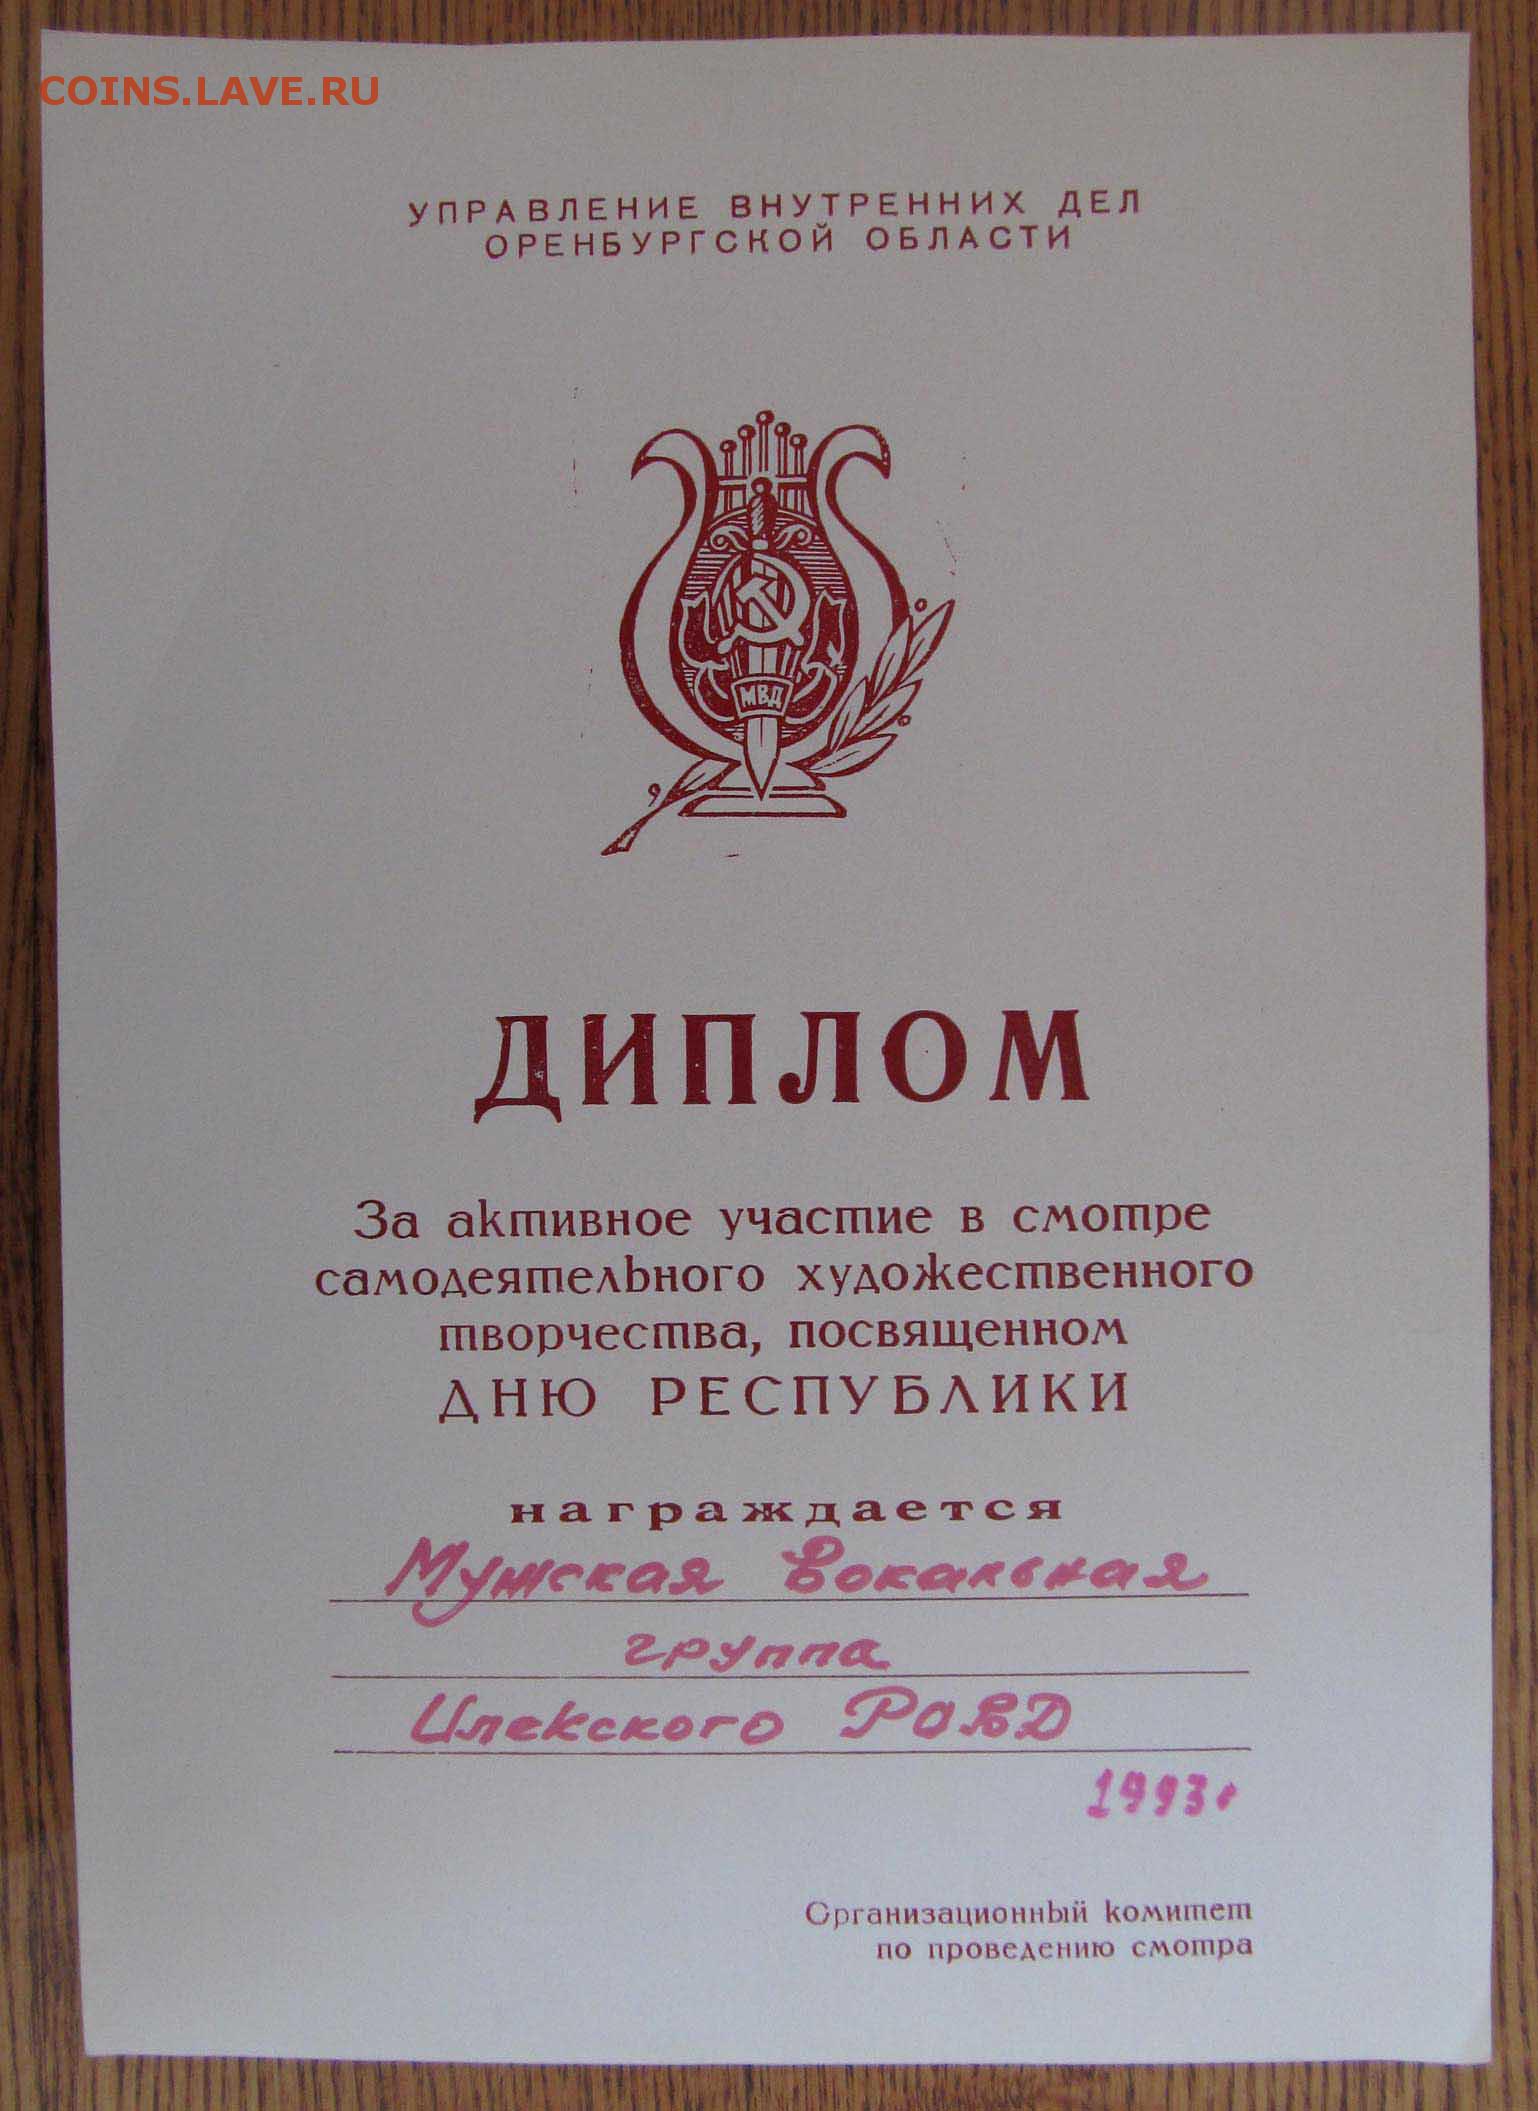 COINS.LAVE.RU
УПРАВЛЕНИЕ ВНУТРЕННИХ ДЕЛ
ОРЕНБУРГСКОЙ ОБЛАСТИ
МВД
ДИПЛОМ
За активное участие в смотре
самодеятельного художественного
творчества, посвященном
ДНЮ РЕСПУБЛИКИ
награждается
Мужская вокальная
группа
Илекского РОВД
1993г
Организационный комитет
по проведению смотра